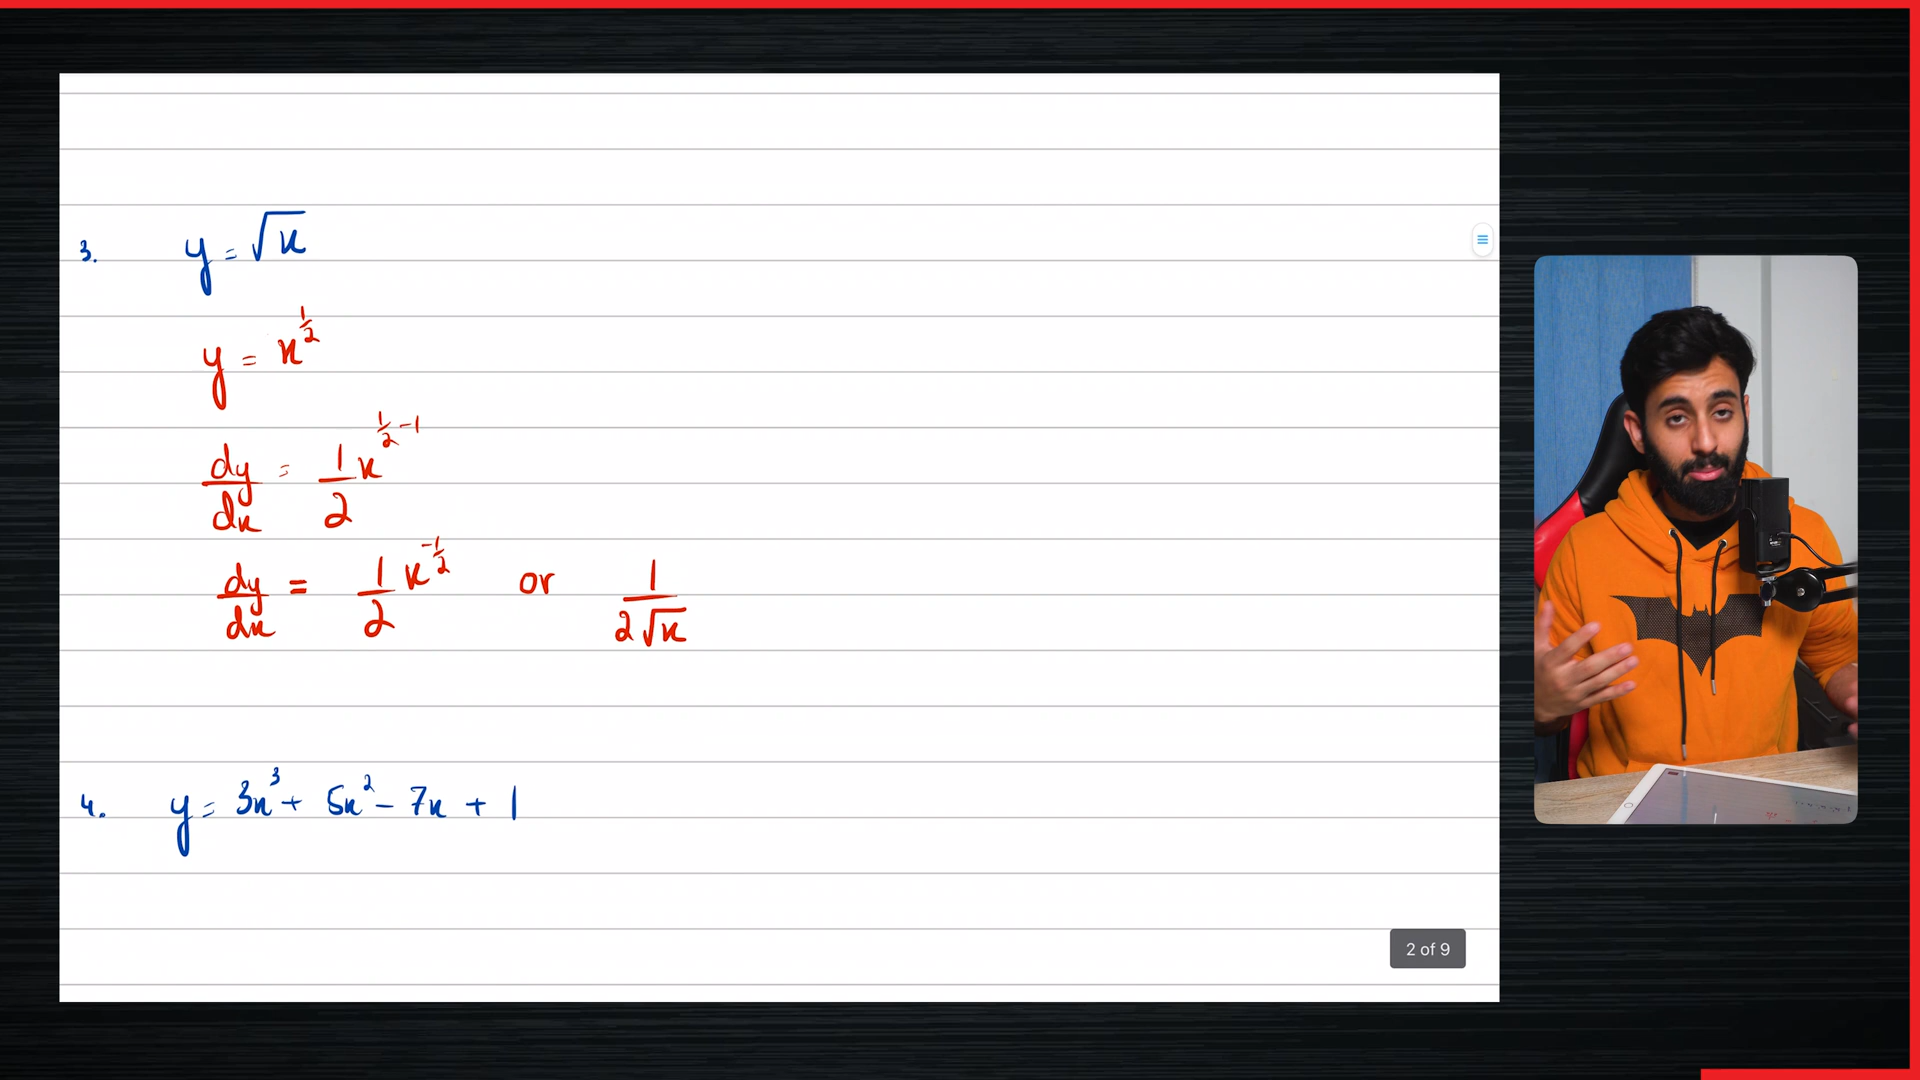 3. y = √x
y = x^{1/2}
dy/dx = 1/2 x^{1/2 - 1}
dy/dx = 1/2 x^{-1/2} or 1/(2√x)
4. y = 3x³ + 5x² - 7x + 1
2 of 9